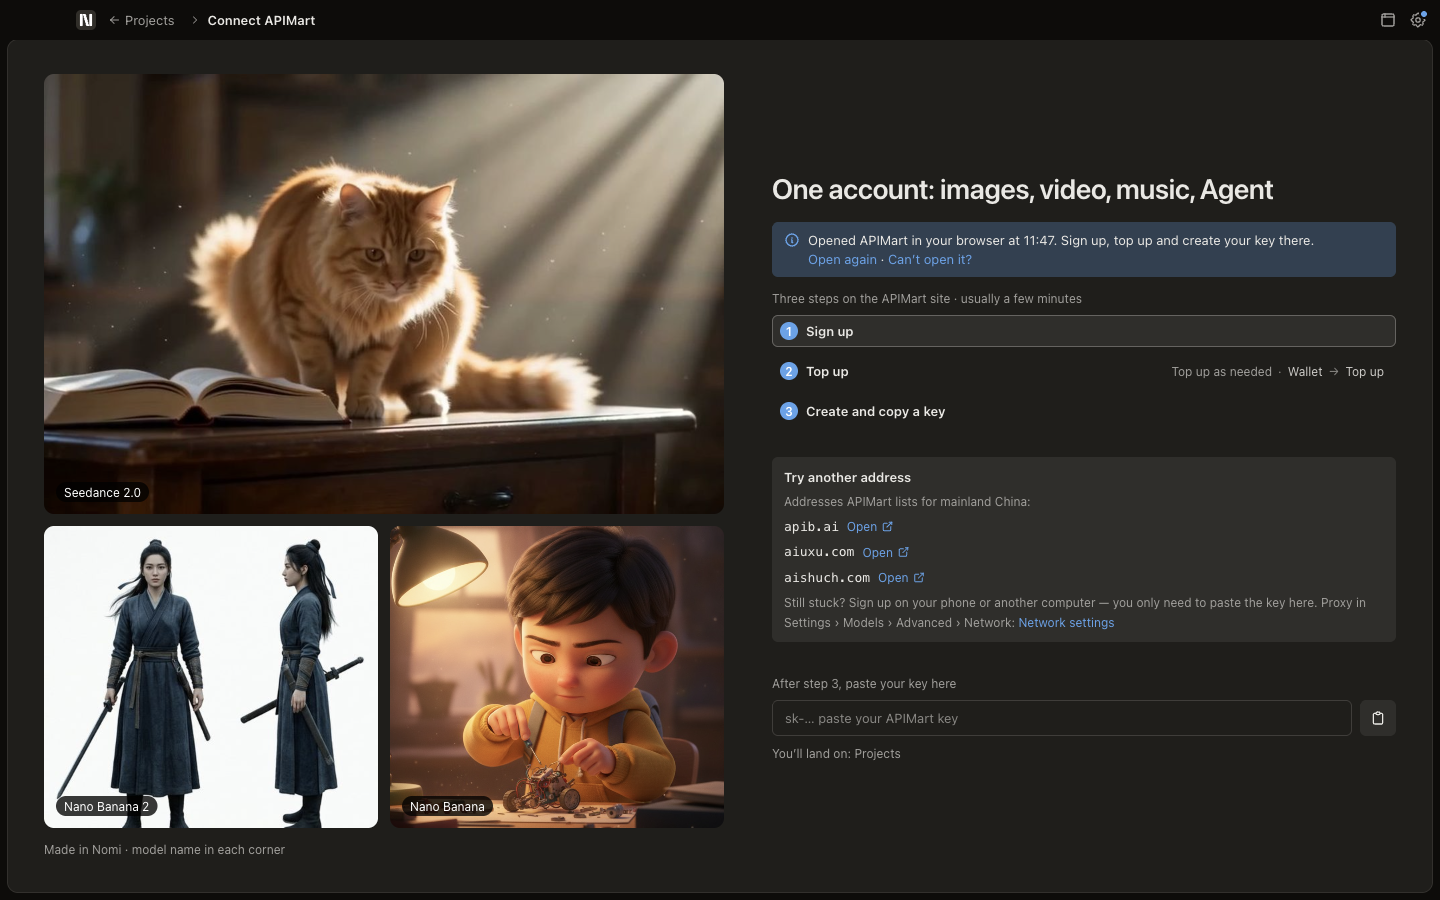 N
← Projects > Connect APIMart
Seedance 2.0
Nano Banana 2
Nano Banana
Made in Nomi · model name in each corner
One account: images, video, music, Agent
Opened APIMart in your browser at 11:47. Sign up, top up and create your key there.
Open again · Can't open it?
Three steps on the APIMart site · usually a few minutes
1 Sign up
2 Top up Top up as needed · Wallet → Top up
3 Create and copy a key
Try another address
Addresses APIMart lists for mainland China:
apib.ai Open
aiuxu.com Open
aishuch.com Open
Still stuck? Sign up on your phone or another computer — you only need to paste the key here. Proxy in
Settings › Models › Advanced › Network: Network settings
After step 3, paste your key here
sk-... paste your APIMart key
You'll land on: Projects